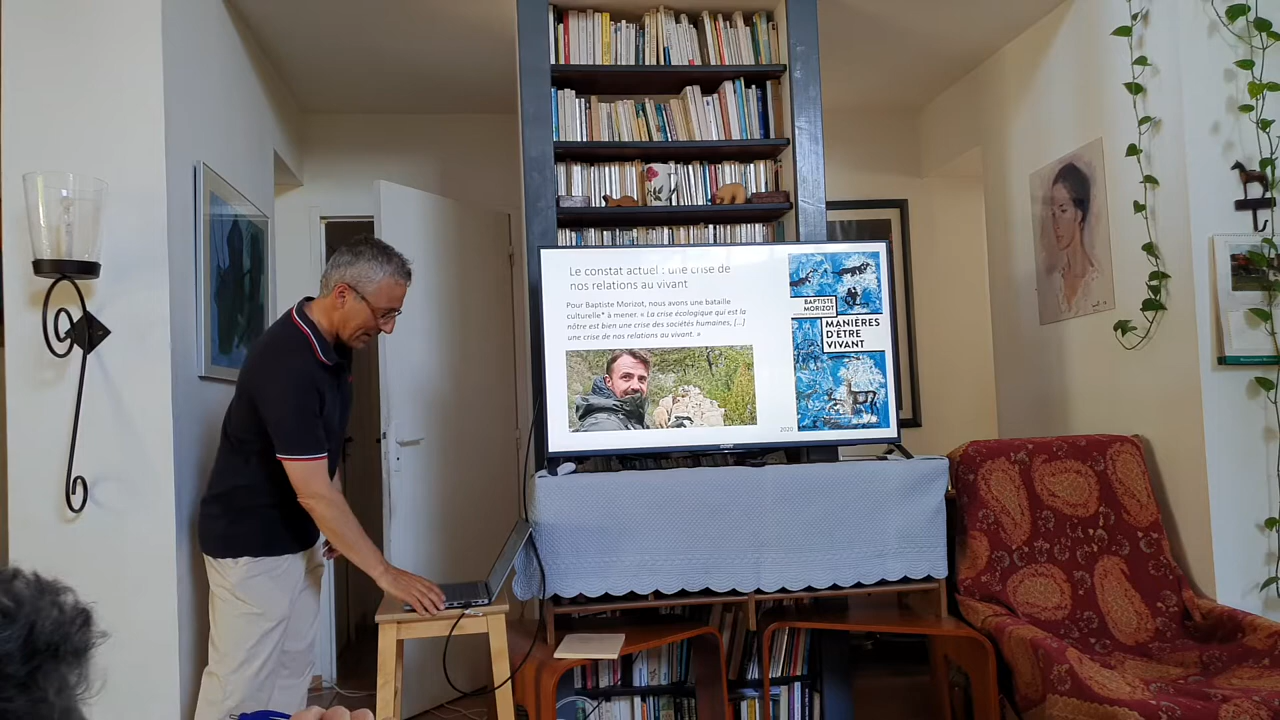 Le constat actuel : une crise de
nos relations au vivant
Pour Baptiste Morizot, nous avons une bataille
culturelle* à mener. « La crise écologique qui est la
nôtre est bien une crise des sociétés humaines, [...]
une crise de nos relations au vivant. »
2020
BAPTISTE
MORIZOT
MANIÈRES
D'ÊTRE
VIVANT